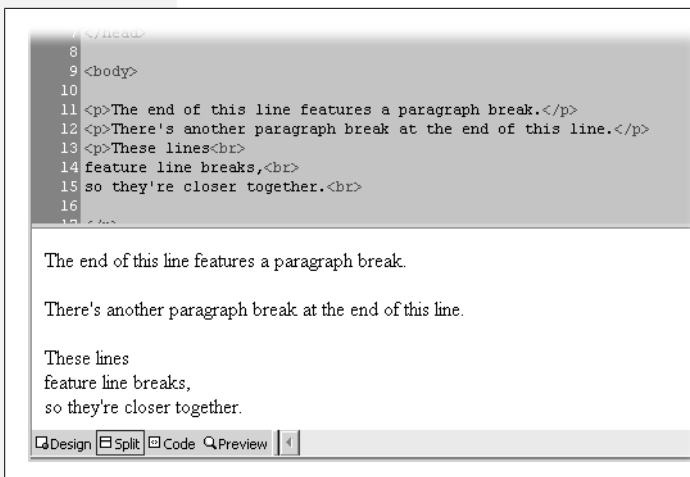 7 </head>
8
9 <body>
10
11 <p>The end of this line features a paragraph break.</p>
12 <p>There's another paragraph break at the end of this line.</p>
13 <p>These lines<br>
14 feature line breaks,<br>
15 so they're closer together.<br>
16
17 </p>
The end of this line features a paragraph break.
There's another paragraph break at the end of this line.
These lines
feature line breaks,
so they're closer together.
Design Split Code Preview